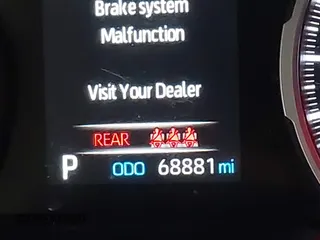 Brake system
Malfunction
Visit Your Dealer
REAR
P ODO 68881 mi